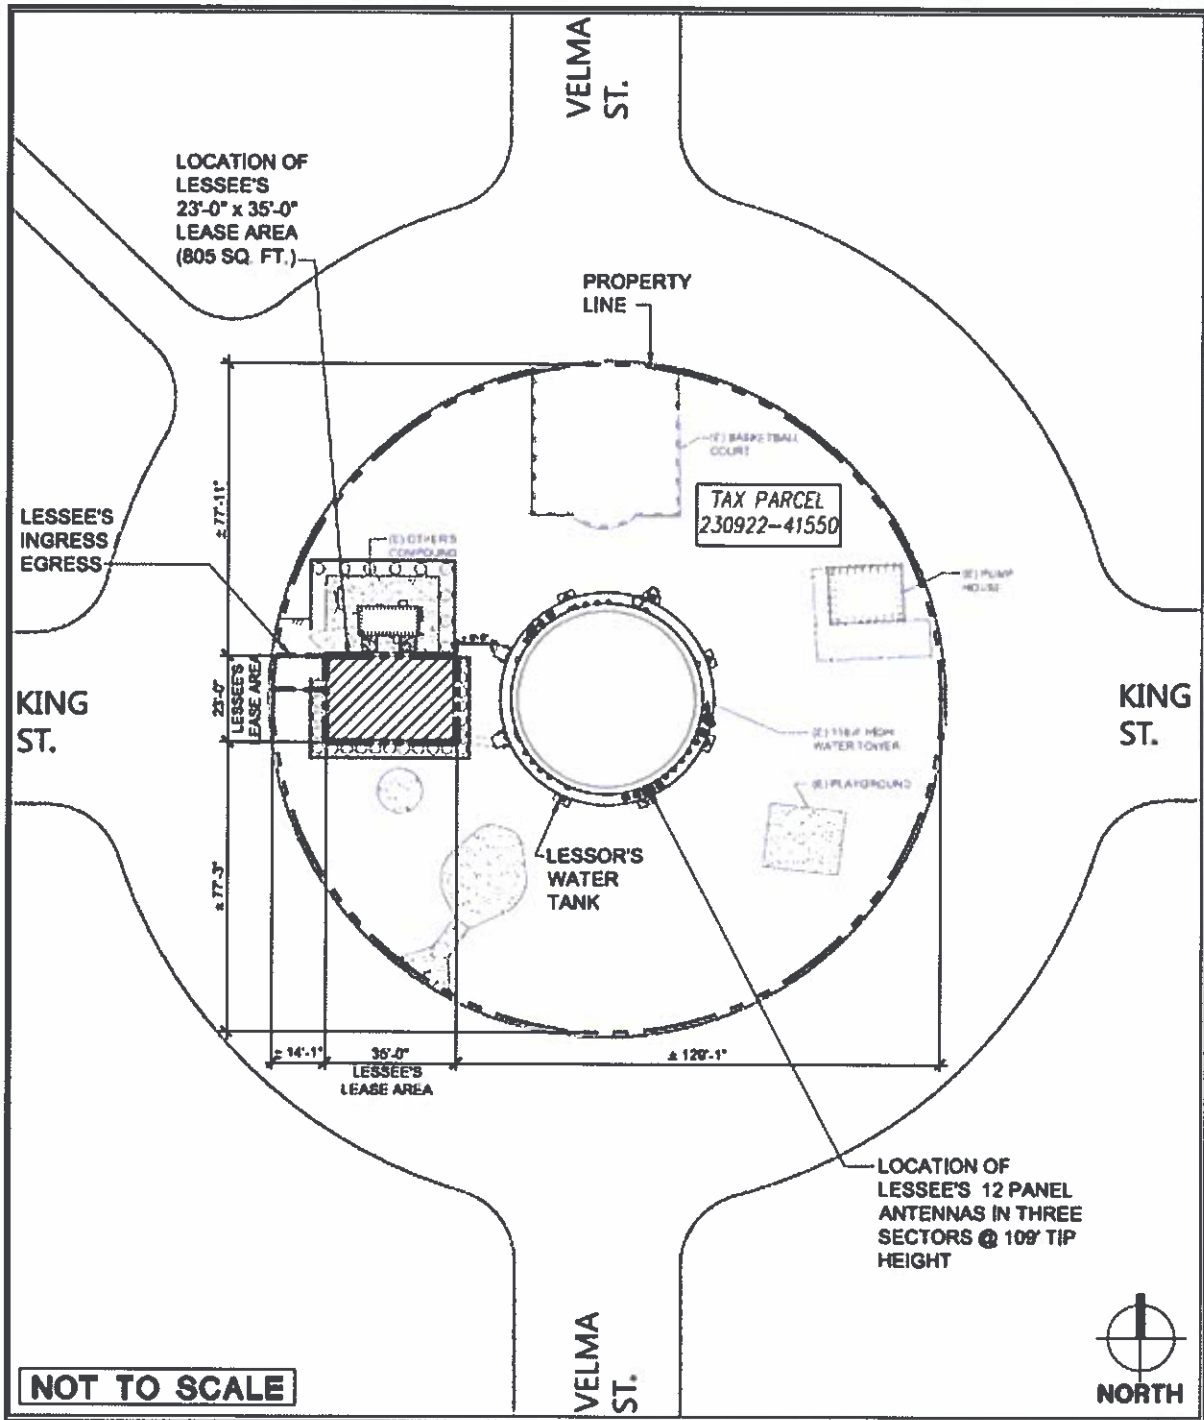 VELMA
ST.
LOCATION OF
LESSEE'S
23'-0" x 35'-0"
LEASE AREA
(805 SQ. FT.)
PROPERTY
LINE
(E) BASKETBALL
COURT
TAX PARCEL
230922-41550
± 77'-11"
LESSEE'S
INGRESS
EGRESS
(E) OTHER'S
COMPOUND
(E) PUMP
HOUSE
23'-0"
LESSEE'S
LEASE AREA
KING
ST.
KING
ST.
WATER TOWER
(E) PLAYGROUND
LESSOR'S
WATER
TANK
± 77'-3"
± 14'-1"
35'-0"
LESSEE'S
LEASE AREA
LOCATION OF
LESSEE'S 12 PANEL
ANTENNAS IN THREE
SECTORS @ 109' TIP
HEIGHT
VELMA
ST.
NOT TO SCALE
NORTH